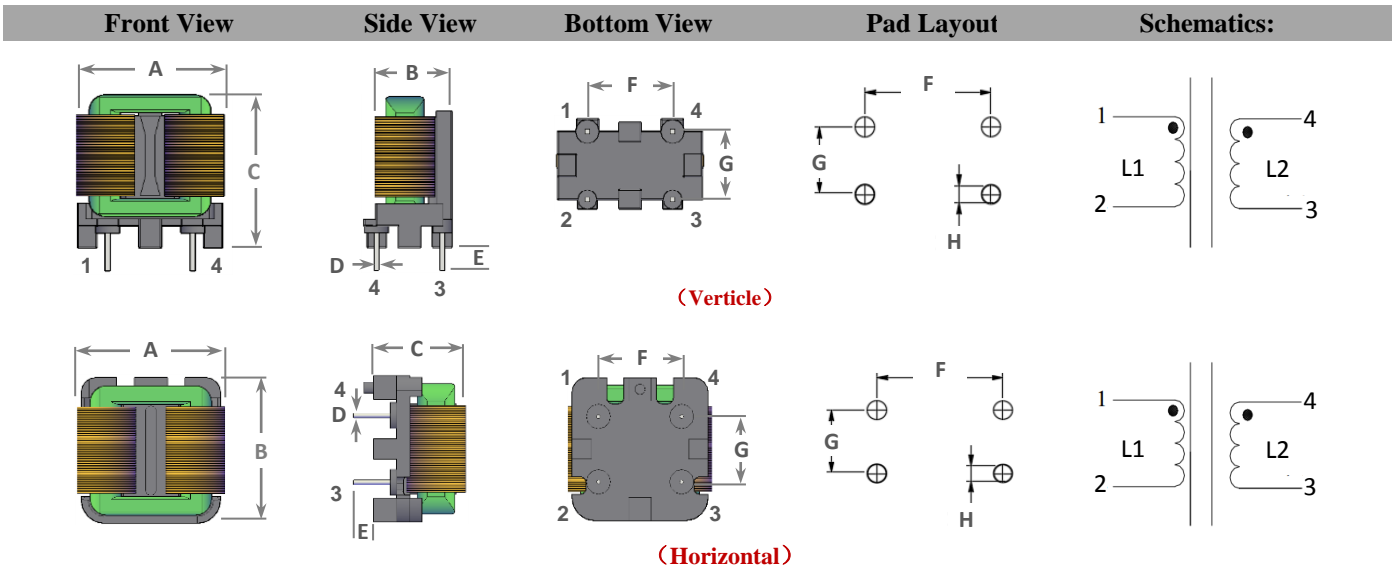 Front View Side View Bottom View Pad Layout Schematics:
A B F F
1 4 1 4
C G G L1 L2
2 3 2 3
H
1 4 D E
4 3
（Verticle）
A C F F
1 4 1 4
4
D
B G G L1 L2
3 2 3
2 3 H
E
（Horizontal）